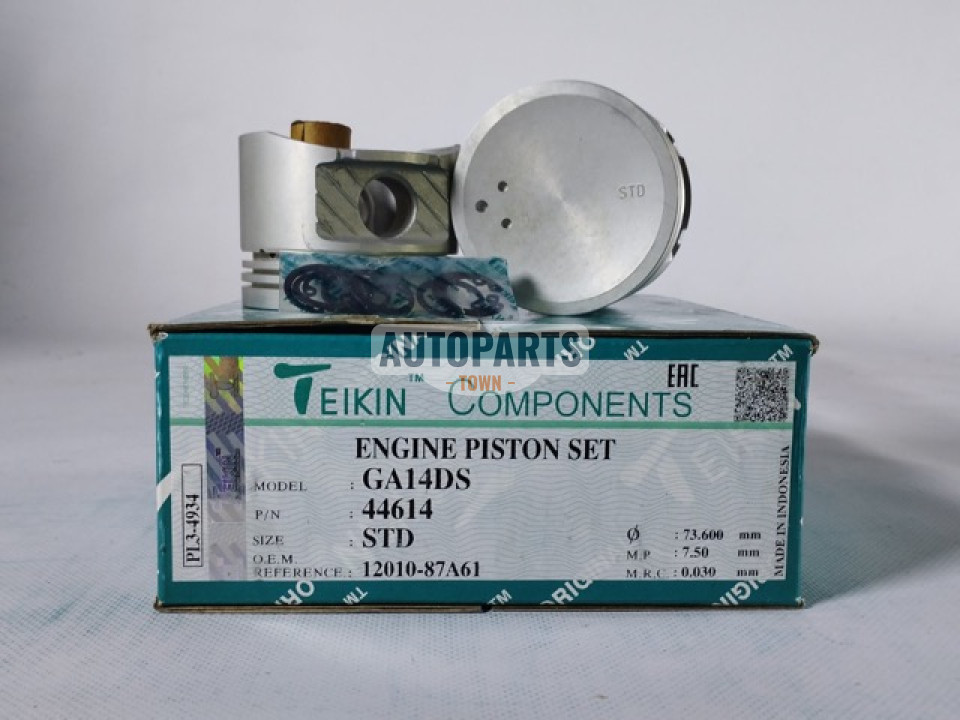 STD
AUTOPARTS
- TOWN -
TEIKIN™ COMPONENTS
EAC
ENGINE PISTON SET
MODEL : GA14DS
P/N : 44614
SIZE : STD
O.E.M.
REFERENCE : 12010-87A61
Ø : 73.600 mm
M.P : 7.50 mm
M.R.C : 0.030 mm
PL3-4934
MADE IN INDONESIA